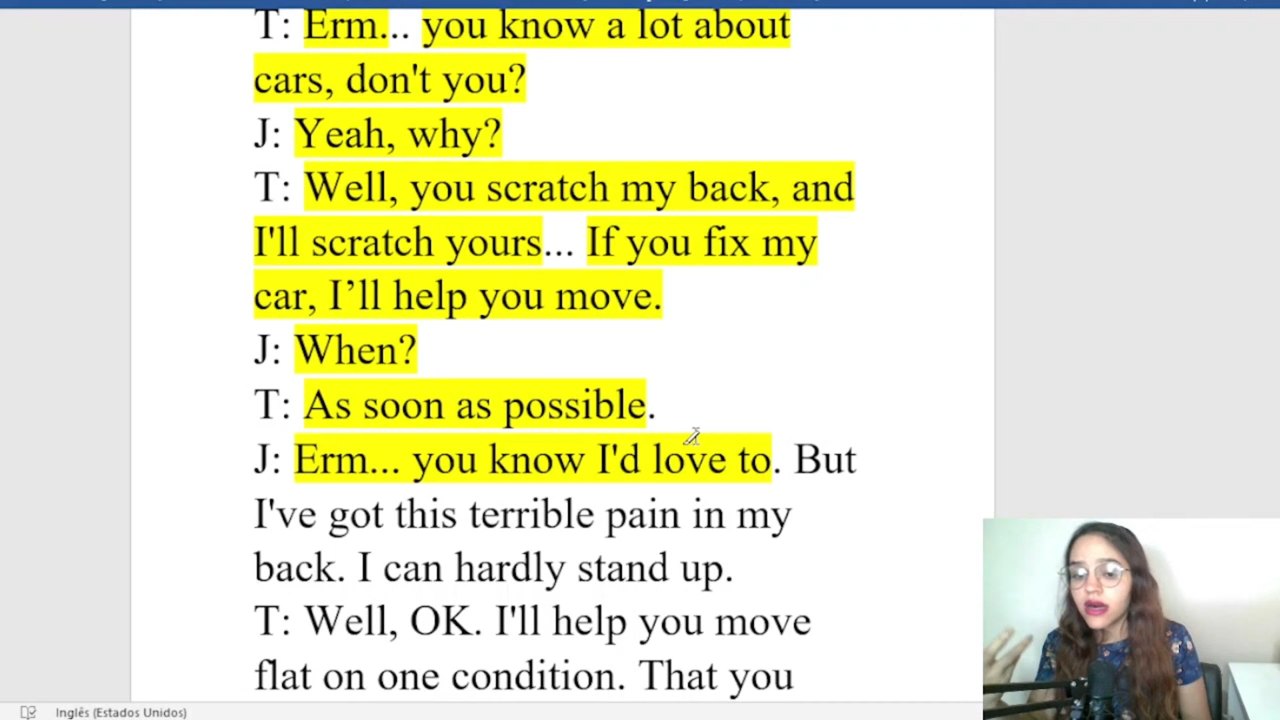 T: Erm... you know a lot about
cars, don't you?
J: Yeah, why?
T: Well, you scratch my back, and
I'll scratch yours... If you fix my
car, I’ll help you move.
J: When?
T: As soon as possible.
J: Erm... you know I'd love to. But
I've got this terrible pain in my
back. I can hardly stand up.
T: Well, OK. I'll help you move
flat on one condition. That you
Inglês (Estados Unidos)